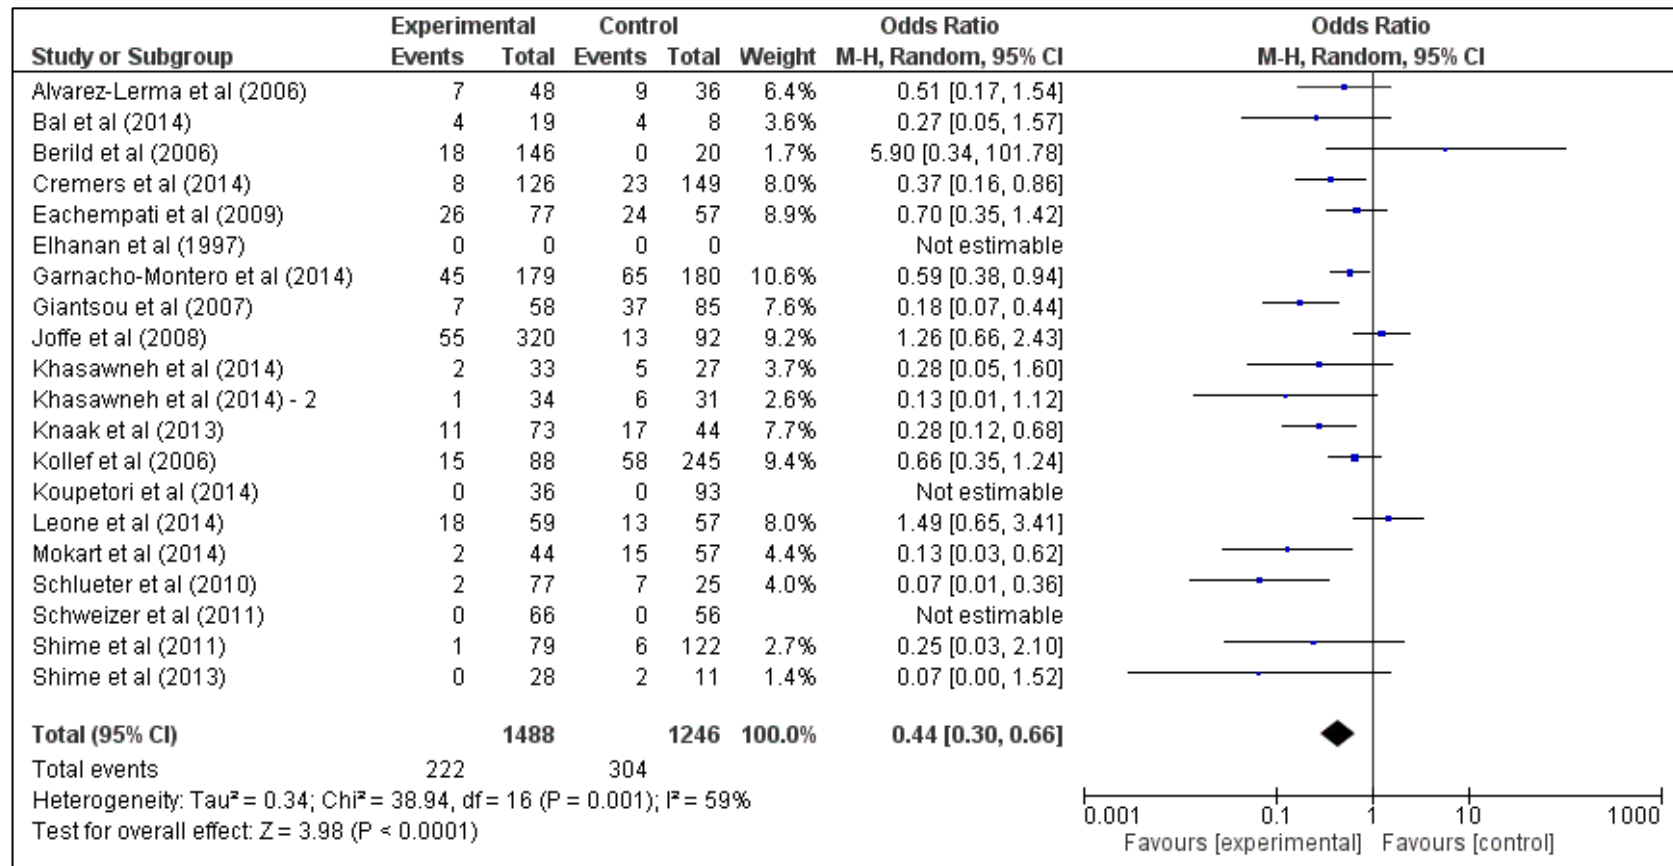 Experimental Control Odds Ratio Odds Ratio
Study or Subgroup Events Total Events Total Weight M-H, Random, 95% CI M-H, Random, 95% CI
Alvarez-Lerma et al (2006) 7 48 9 36 6.4% 0.51 [0.17, 1.54]
Bal et al (2014) 4 19 4 8 3.6% 0.27 [0.05, 1.57]
Berild et al (2006) 18 146 0 20 1.7% 5.90 [0.34, 101.78]
Cremers et al (2014) 8 126 23 149 8.0% 0.37 [0.16, 0.86]
Eachempati et al (2009) 26 77 24 57 8.9% 0.70 [0.35, 1.42]
Elhanan et al (1997) 0 0 0 0 Not estimable
Garnacho-Montero et al (2014) 45 179 65 180 10.6% 0.59 [0.38, 0.94]
Giantsou et al (2007) 7 58 37 85 7.6% 0.18 [0.07, 0.44]
Joffe et al (2008) 55 320 13 92 9.2% 1.26 [0.66, 2.43]
Khasawneh et al (2014) 2 33 5 27 3.7% 0.28 [0.05, 1.60]
Khasawneh et al (2014) - 2 1 34 6 31 2.6% 0.13 [0.01, 1.12]
Knaak et al (2013) 11 73 17 44 7.7% 0.28 [0.12, 0.68]
Kollef et al (2006) 15 88 58 245 9.4% 0.66 [0.35, 1.24]
Koupetori et al (2014) 0 36 0 93 Not estimable
Leone et al (2014) 18 59 13 57 8.0% 1.49 [0.65, 3.41]
Mokart et al (2014) 2 44 15 57 4.4% 0.13 [0.03, 0.62]
Schlueter et al (2010) 2 77 7 25 4.0% 0.07 [0.01, 0.36]
Schweizer et al (2011) 0 66 0 56 Not estimable
Shime et al (2011) 1 79 6 122 2.7% 0.25 [0.03, 2.10]
Shime et al (2013) 0 28 2 11 1.4% 0.07 [0.00, 1.52]
Total (95% CI) 1488 1246 100.0% 0.44 [0.30, 0.66]
Total events 222 304
Heterogeneity: Tau² = 0.34; Chi² = 38.94, df = 16 (P = 0.001); I² = 59%
Test for overall effect: Z = 3.98 (P < 0.0001)
0.001 0.1 1 10 1000
Favours [experimental] Favours [control]